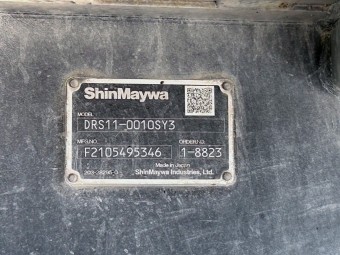 ShinMaywa
MODEL
DRS11-0010SY3
MFG.NO. ORDER NO.
F2105495346 1-8823
Made in Japan
ShinMaywa Industries, Ltd.